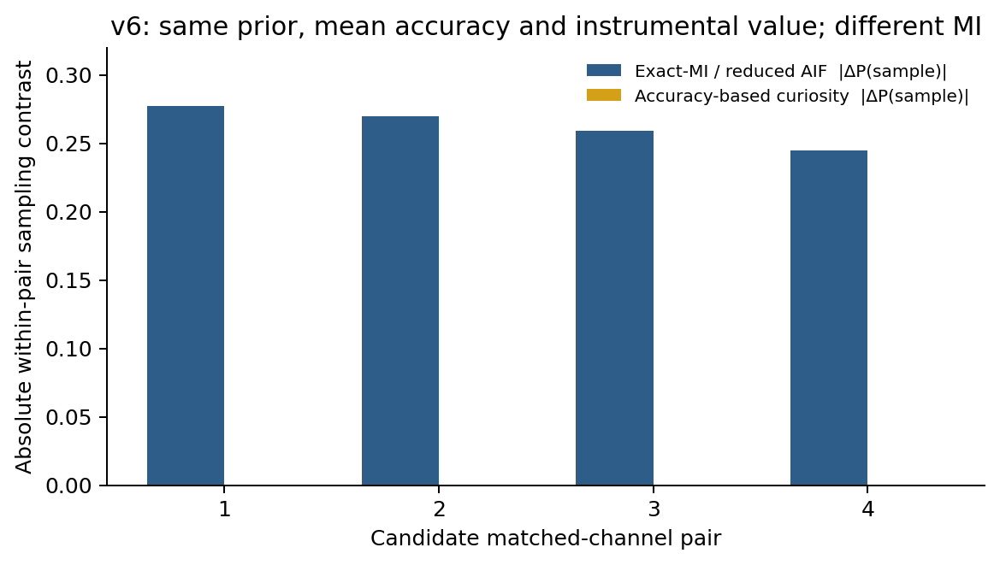 v6: same prior, mean accuracy and instrumental value; different MI
Exact-MI / reduced AIF |ΔP(sample)|
Accuracy-based curiosity |ΔP(sample)|
Absolute within-pair sampling contrast
0.30
0.25
0.20
0.15
0.10
0.05
0.00
1 2 3 4
Candidate matched-channel pair